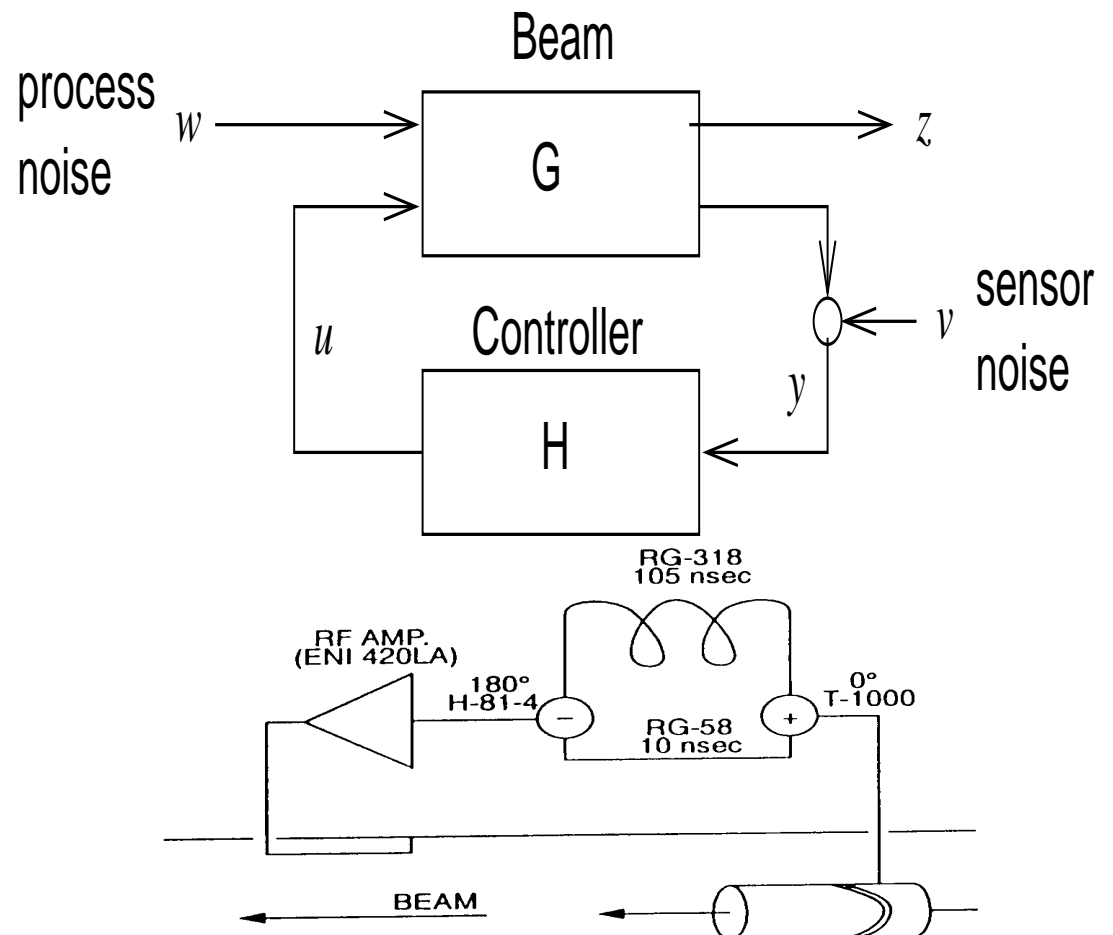 Beam
process
noise
w
G
z
sensor
noise
v
u
Controller
y
H
RG-318
105 nsec
RF AMP.
(ENI 420LA)
180°
H-81-4
−
RG-58
10 nsec
+
0°
T-1000
BEAM